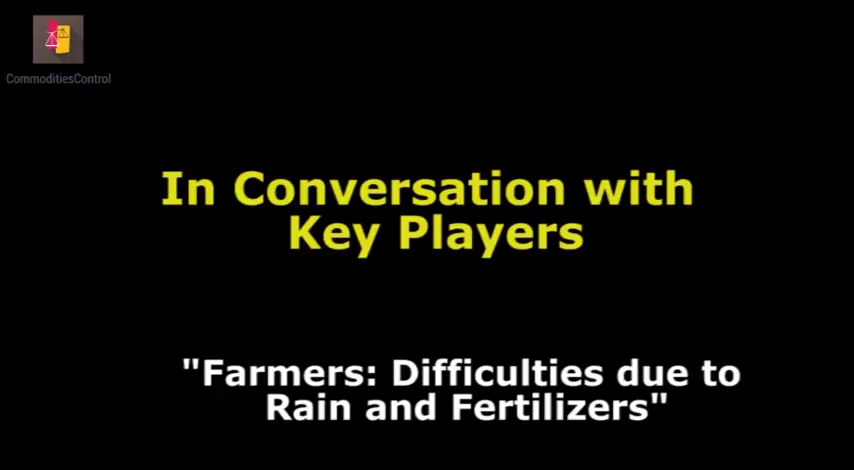 CommoditiesControl
In Conversation with
Key Players
"Farmers: Difficulties due to
Rain and Fertilizers"